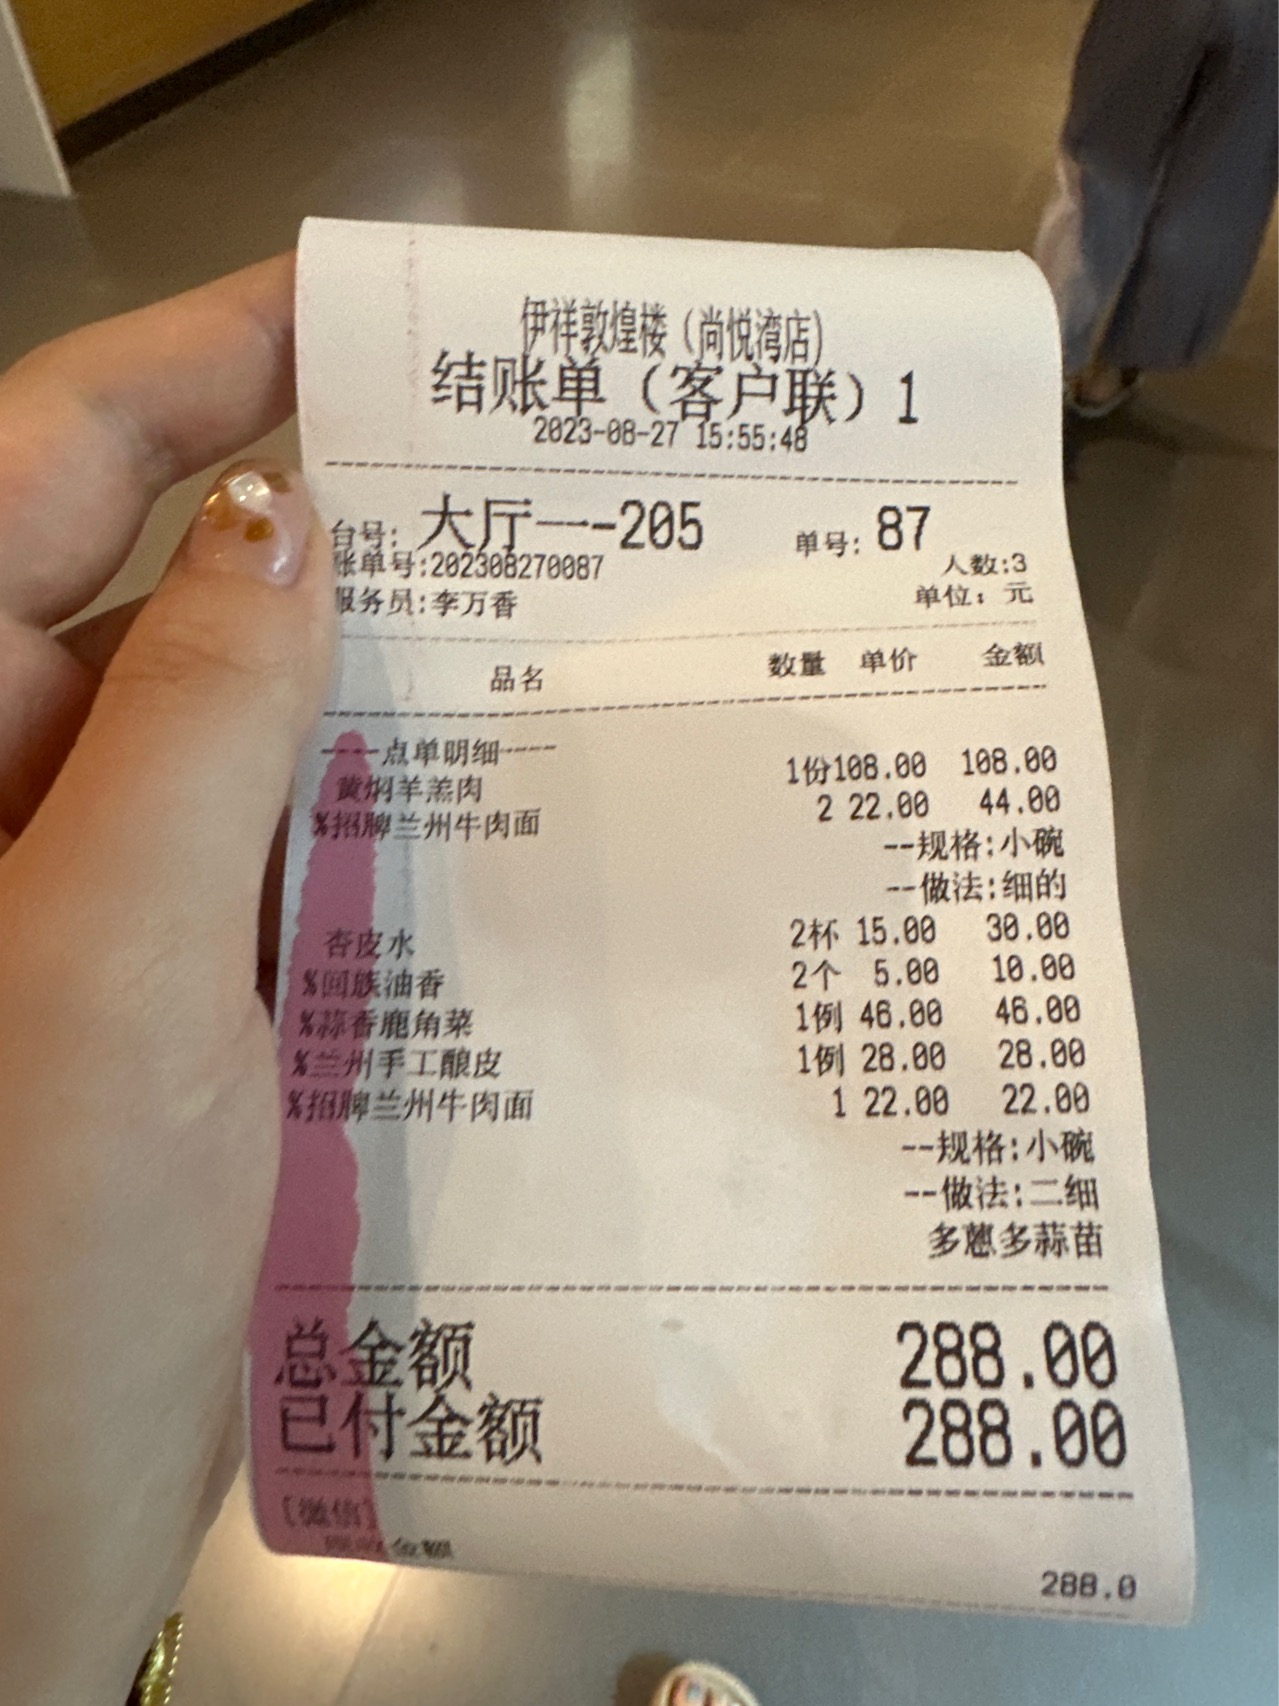 伊祥敦煌楼（尚悦湾店）
结账单（客户联）1
2023-08-27 15:55:48
台号: 大厅---205 单号: 87
账单号:202308270087 人数:3
服务员:李万香 单位: 元
品名 数量 单价 金额
----点单明细----
黄焖羊羔肉 1份108.00 108.00
%招牌兰州牛肉面 2 22.00 44.00
--规格:小碗
--做法:细的
杏皮水 2杯 15.00 30.00
%回族油香 2个 5.00 10.00
%蒜香鹿角菜 1例 46.00 46.00
%兰州手工酿皮 1例 28.00 28.00
%招牌兰州牛肉面 1 22.00 22.00
--规格:小碗
--做法:二细
多蔥多蒜苗
总金额 288.00
已付金额 288.00
[微信]
金额 288.0